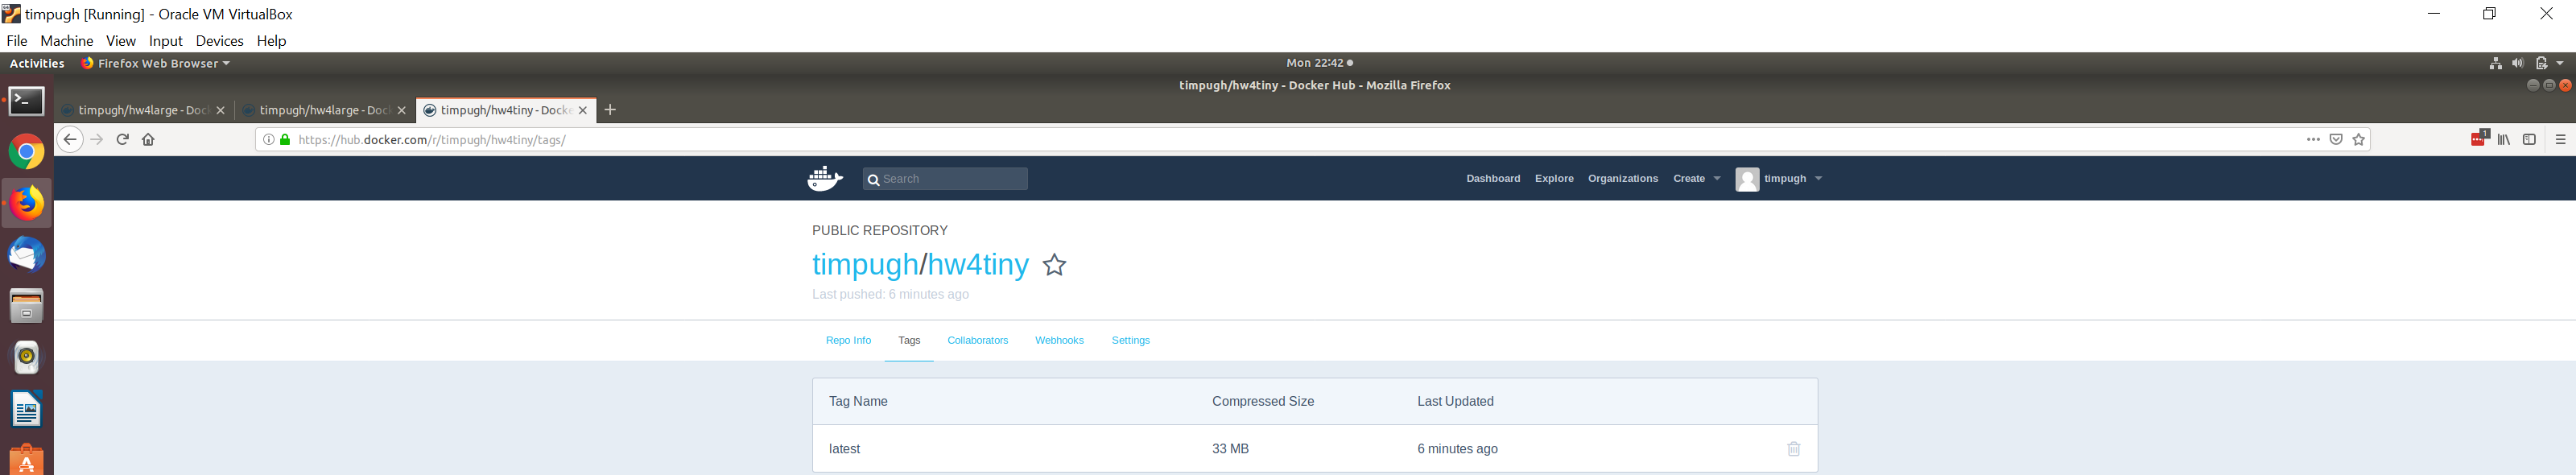 timpugh [Running] - Oracle VM VirtualBox
File Machine View Input Devices Help
Activities Firefox Web Browser Mon 22:42
timpugh/hw4tiny - Docker Hub - Mozilla Firefox
timpugh/hw4large - Doc timpugh/hw4large - Doc timpugh/hw4tiny - Docke
https://hub.docker.com/r/timpugh/hw4tiny/tags/ 1
Search Dashboard Explore Organizations Create timpugh
PUBLIC REPOSITORY
timpugh/hw4tiny
Last pushed: 6 minutes ago
Repo Info Tags Collaborators Webhooks Settings
Tag Name Compressed Size Last Updated
latest 33 MB 6 minutes ago